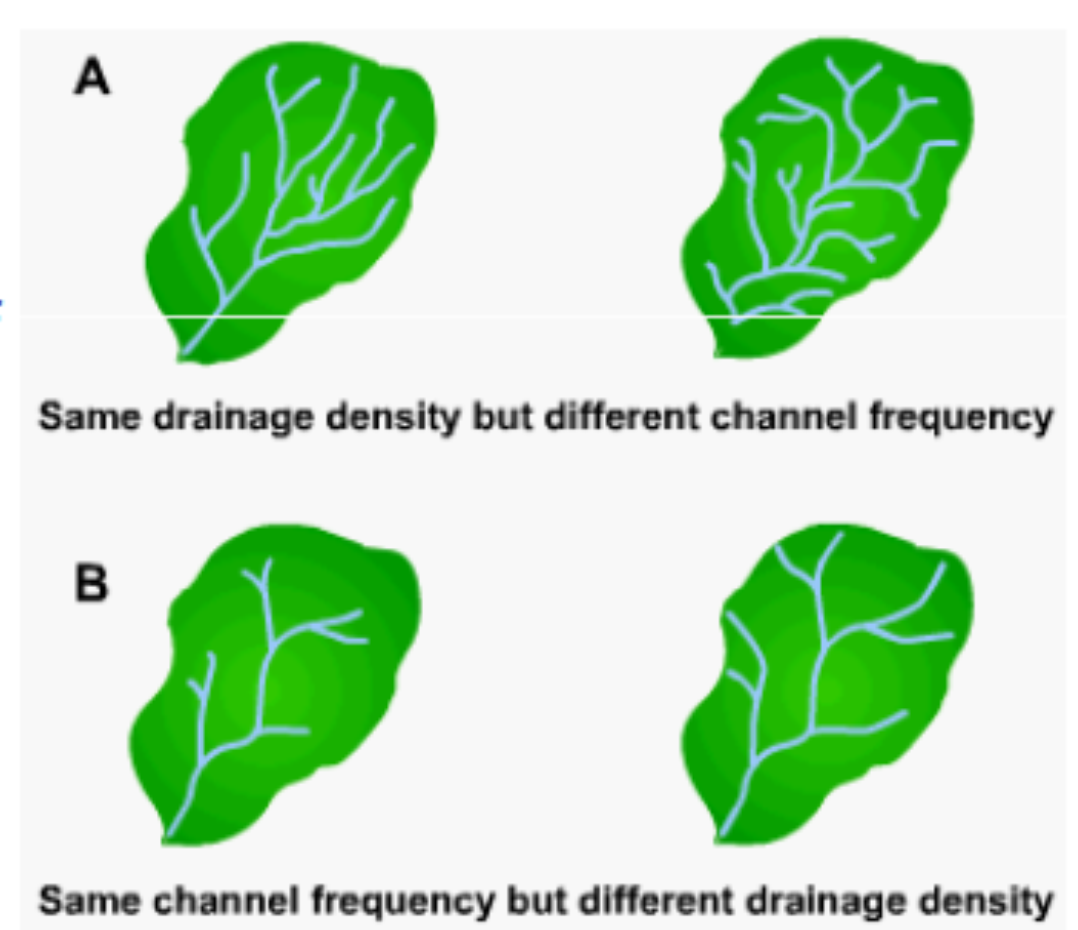 A
Same drainage density but different channel frequency
B
Same channel frequency but different drainage density